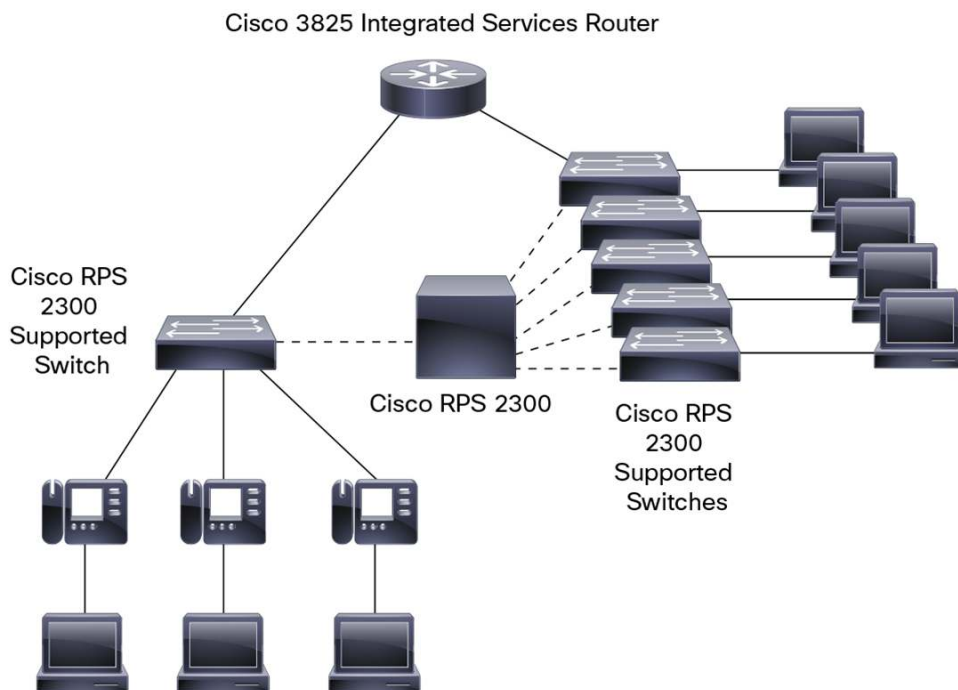 Cisco 3825 Integrated Services Router
Cisco RPS
2300
Supported
Switch
Cisco RPS 2300
Cisco RPS
2300
Supported
Switches